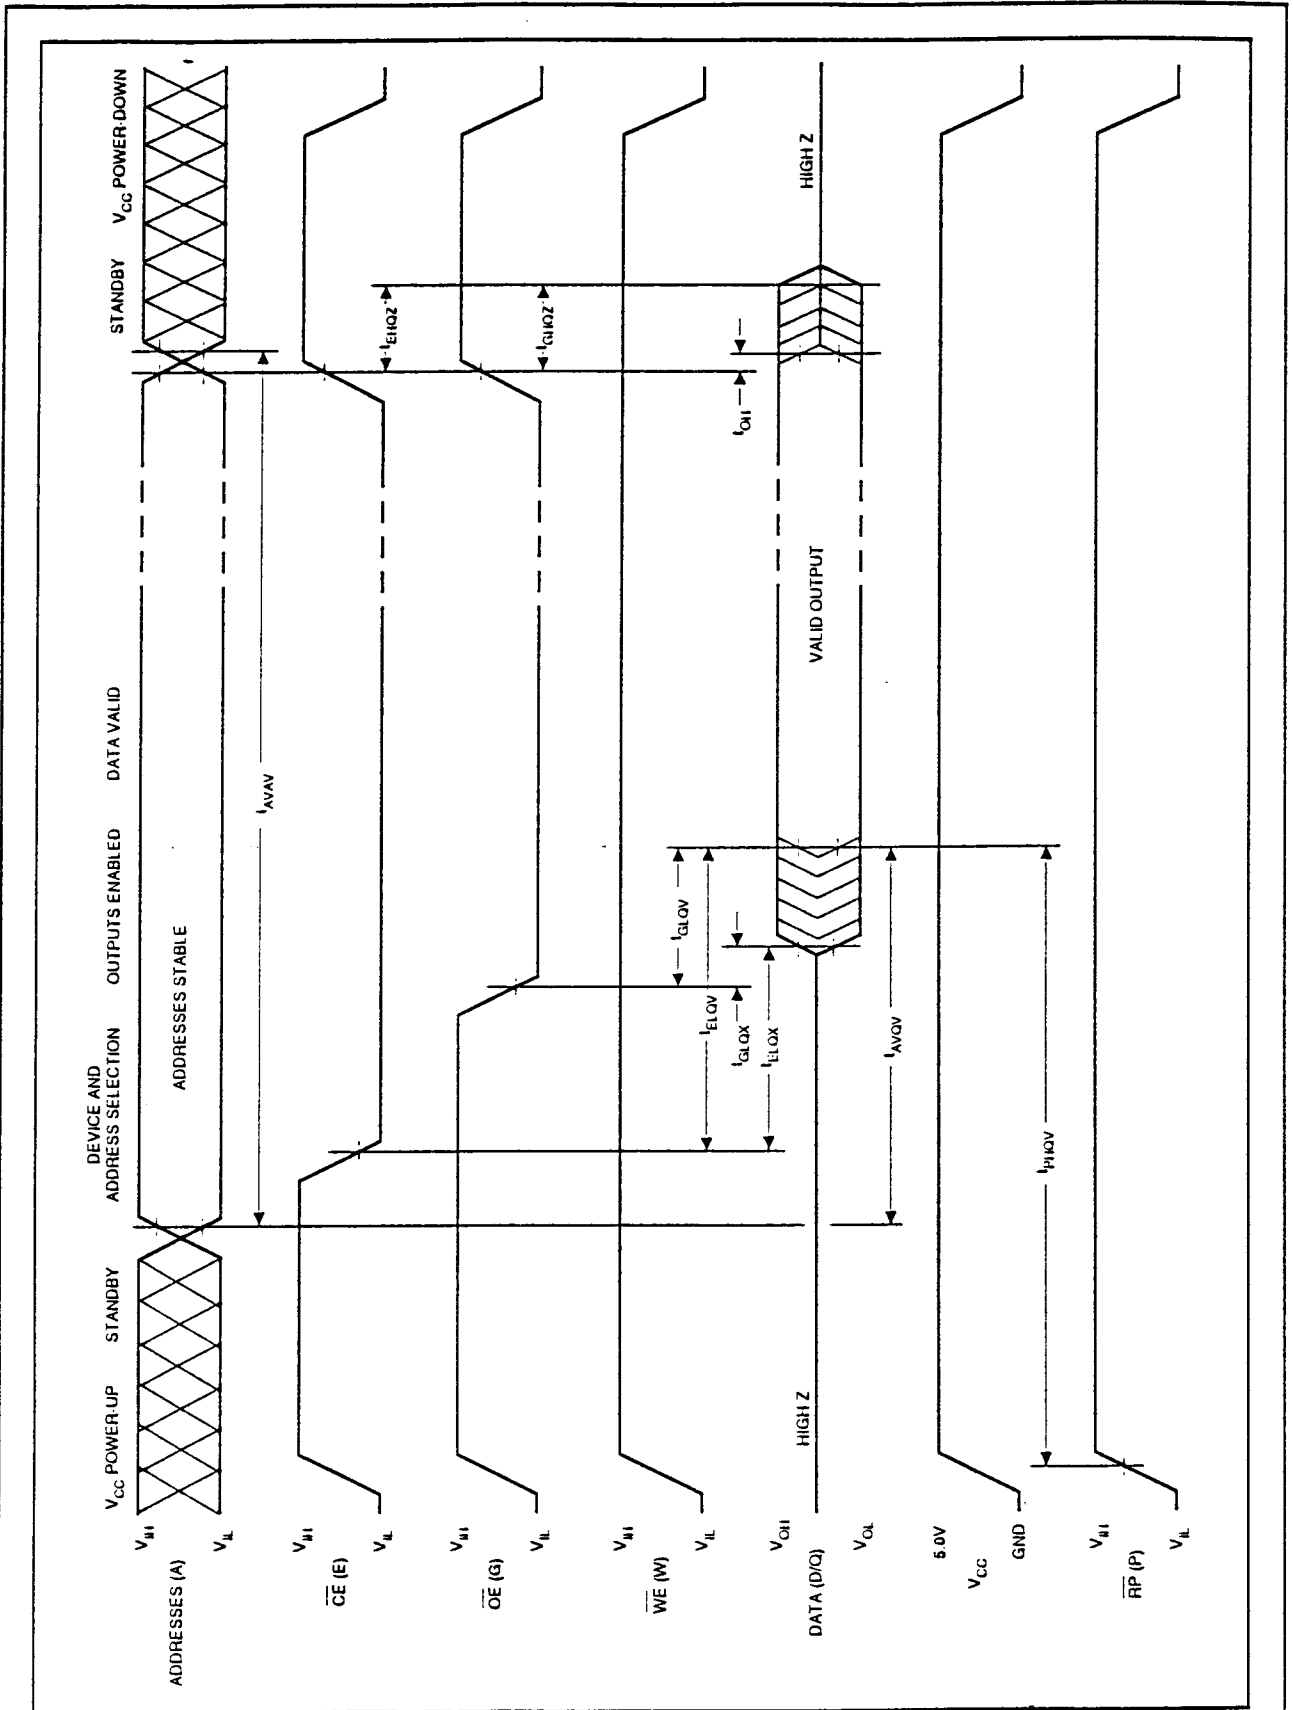 VCC POWER-UP
STANDBY
DEVICE AND
ADDRESS SELECTION
OUTPUTS ENABLED
DATA VALID
STANDBY
VCC POWER-DOWN
ADDRESSES (A)
VIH
VIL
ADDRESSES STABLE
tAVAV
CE (E)
VIH
VIL
tEHQZ
OE (G)
VIH
VIL
tGHQZ
WE (W)
VIH
VIL
tGLQV
tELQV
tGLQX
tELQX
tOH
DATA (D/Q)
VOH
VOL
HIGH Z
VALID OUTPUT
HIGH Z
tAVQV
5.0V
VCC
GND
tPHQV
RP (P)
VIH
VIL